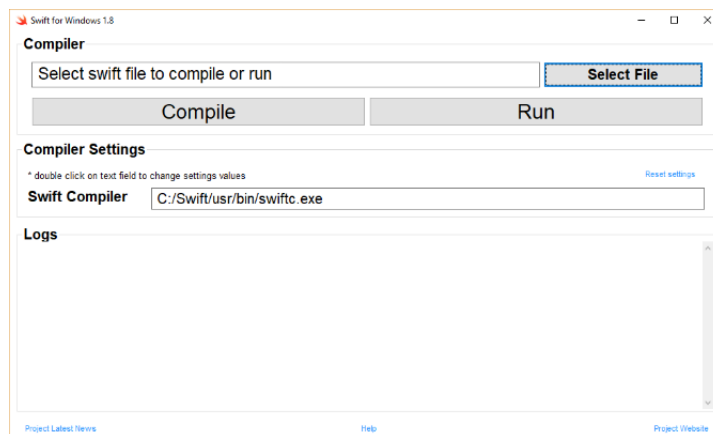 Swift for Windows 1.8
Compiler
Select swift file to compile or run
Select File
Compile
Run
Compiler Settings
* double click on text field to change settings values
Reset settings
Swift Compiler
C:/Swift/usr/bin/swiftc.exe
Logs
Project Latest News
Help
Project Website